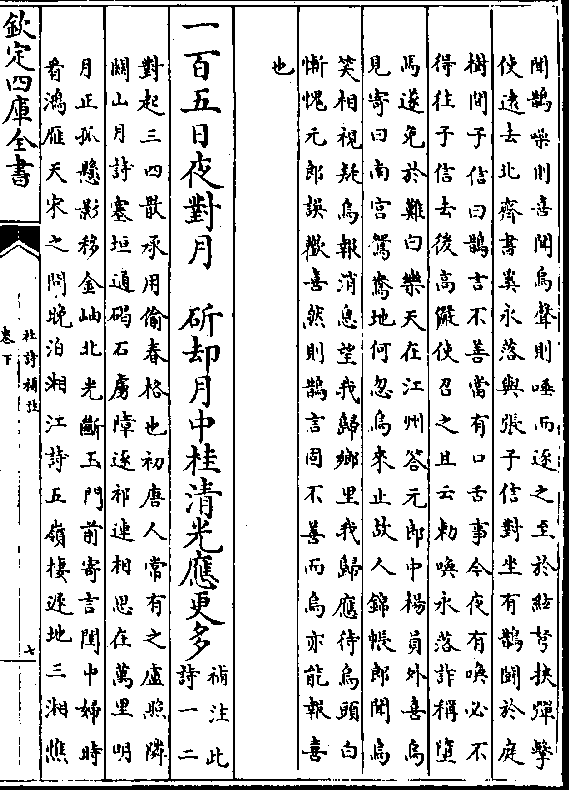 聞鵲噪則喜聞烏聲則唾而逐之至於絃弩挾彈擊
使遠去北齊書奚永落與張子信對坐有鵲鬭於庭
樹間子信曰鵲言不善當有口舌事今夜有喚必不
得往子信去後高儼使召之且云勅喚永落詐稱墮
馬遂免於難白樂天在江州答元郎中楊員外喜烏
見寄曰南宮鴛鴦地何忽烏來止故人錦帳郎聞烏
笑相視疑烏報消息望我歸鄉里我歸應待烏頭白
慚愧元郎誤歡喜然則鵲言固不善而烏亦能報喜
也
一百五日夜對月 斫却月中桂清光應更多補注此詩一二
對起三四散承用偷春格也初唐人常有之盧照隣
關山月詩塞垣通碣石虜障逐祁連相思在萬里明
月正孤懸影移金岫北光斷玉門前寄言閨中婦時
看鴻雁天宋之問晚泊湘江詩五嶺棲遲地三湘憔
欽定四庫全書
杜詩攟
卷下
七